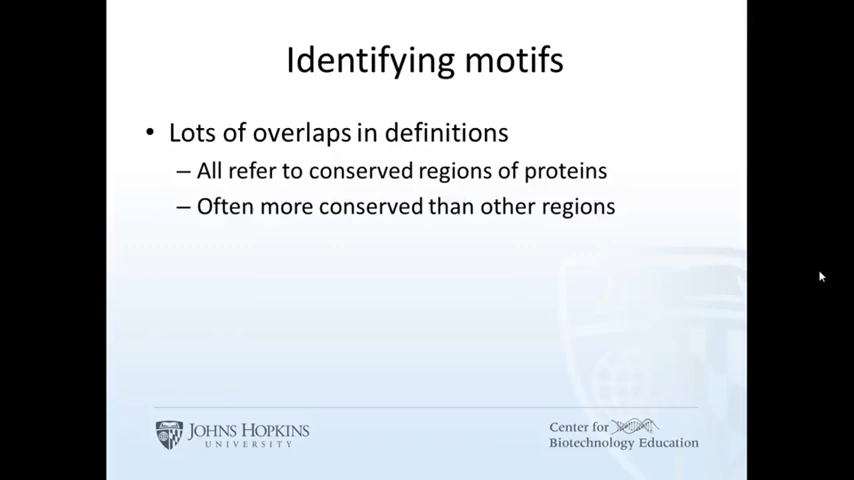 Identifying motifs
• Lots of overlaps in definitions
– All refer to conserved regions of proteins
– Often more conserved than other regions
JOHNS HOPKINS
UNIVERSITY
Center for
Biotechnology Education